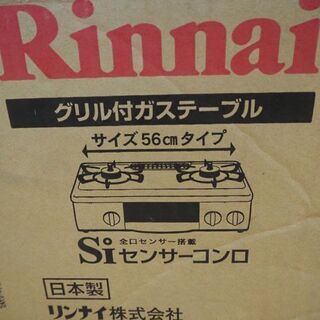 Rinnai
グリル付ガステーブル
サイズ56cmタイプ
全口センサー搭載
Siセンサーコンロ
日本製
リンナイ株式会社